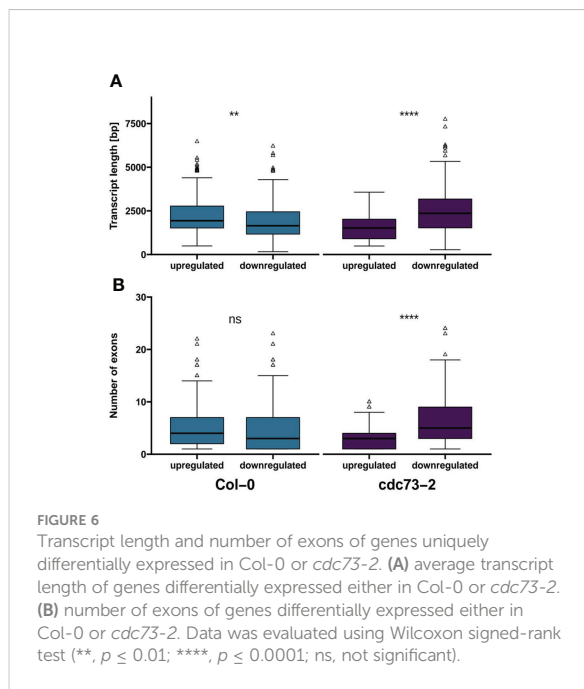 A
Transcript length [bp]
7500
5000
2500
0
**
****
upregulated downregulated upregulated downregulated
B
Number of exons
30
20
10
0
ns
****
upregulated downregulated upregulated downregulated
Col-0 cdc73-2
FIGURE 6
Transcript length and number of exons of genes uniquely
differentially expressed in Col-0 or cdc73-2. (A) average transcript
length of genes differentially expressed either in Col-0 or cdc73-2.
(B) number of exons of genes differentially expressed either in
Col-0 or cdc73-2. Data was evaluated using Wilcoxon signed-rank
test (**, p ≤ 0.01; ****, p ≤ 0.0001; ns, not significant).